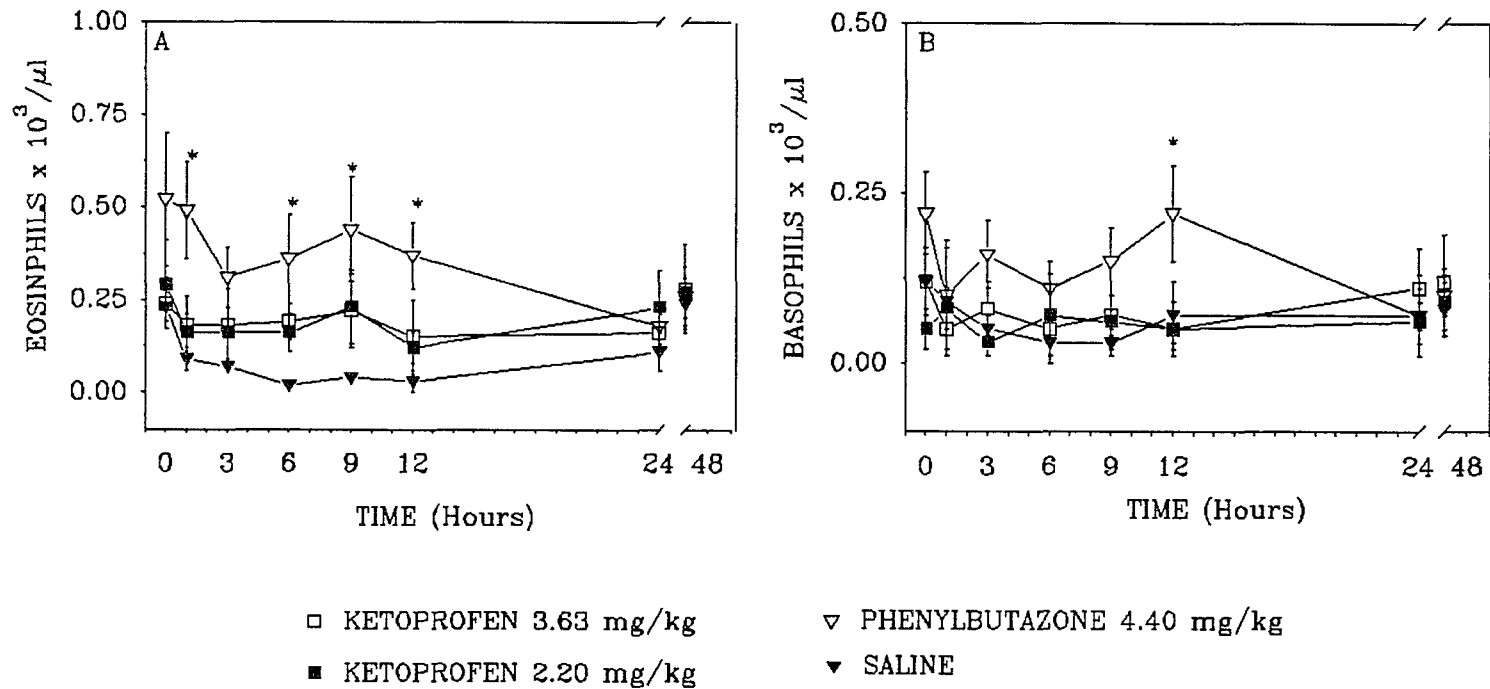 A
EOSINPHILS x 10³/µl
1.00
0.75
0.50
0.25
0.00
* * * *
0 3 6 9 12 24 48
TIME (Hours)
B
BASOPHILS x 10³/µl
0.50
0.25
0.00
*
0 3 6 9 12 24 48
TIME (Hours)
KETOPROFEN 3.63 mg/kg
KETOPROFEN 2.20 mg/kg
PHENYLBUTAZONE 4.40 mg/kg
SALINE